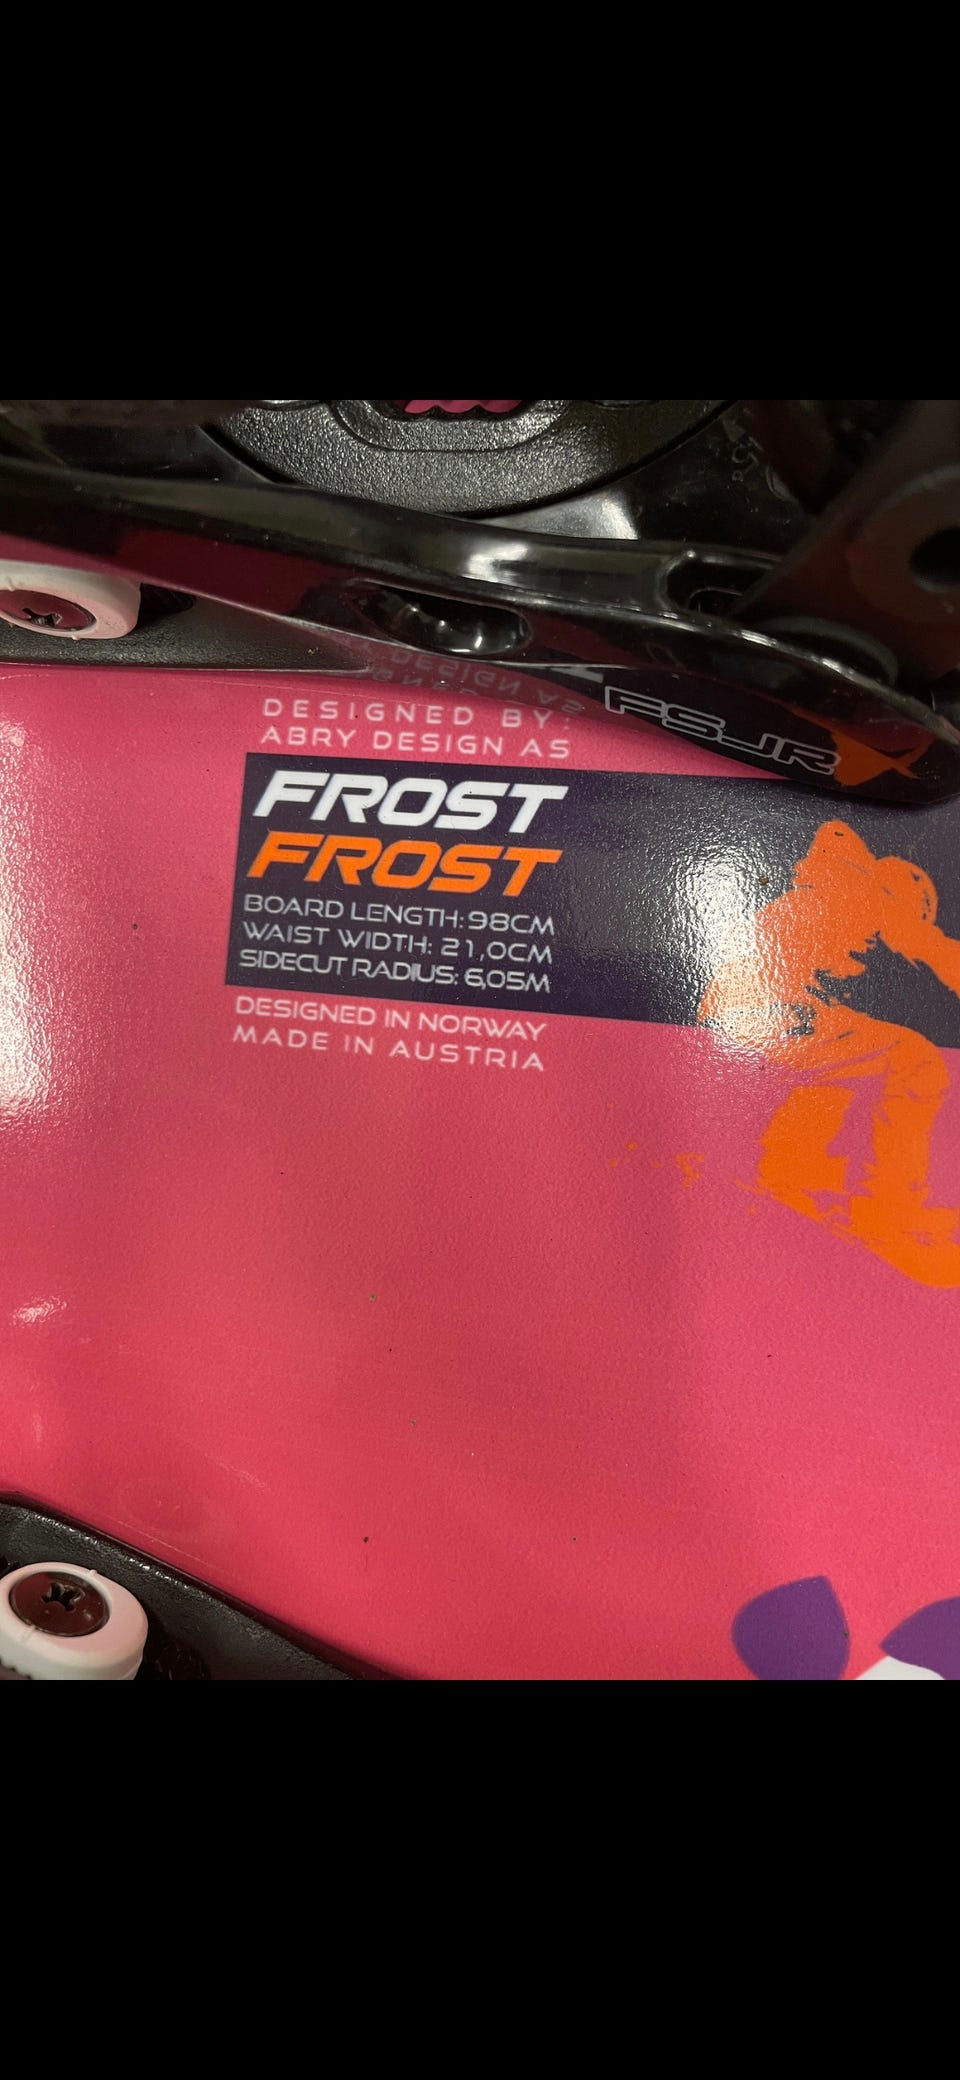 DESIGNED BY:
ABRY DESIGN AS
FSJR
FROST
FROST
BOARD LENGTH: 98CM
WAIST WIDTH: 21,0CM
SIDECUT RADIUS: 6,05M
DESIGNED IN NORWAY
MADE IN AUSTRIA